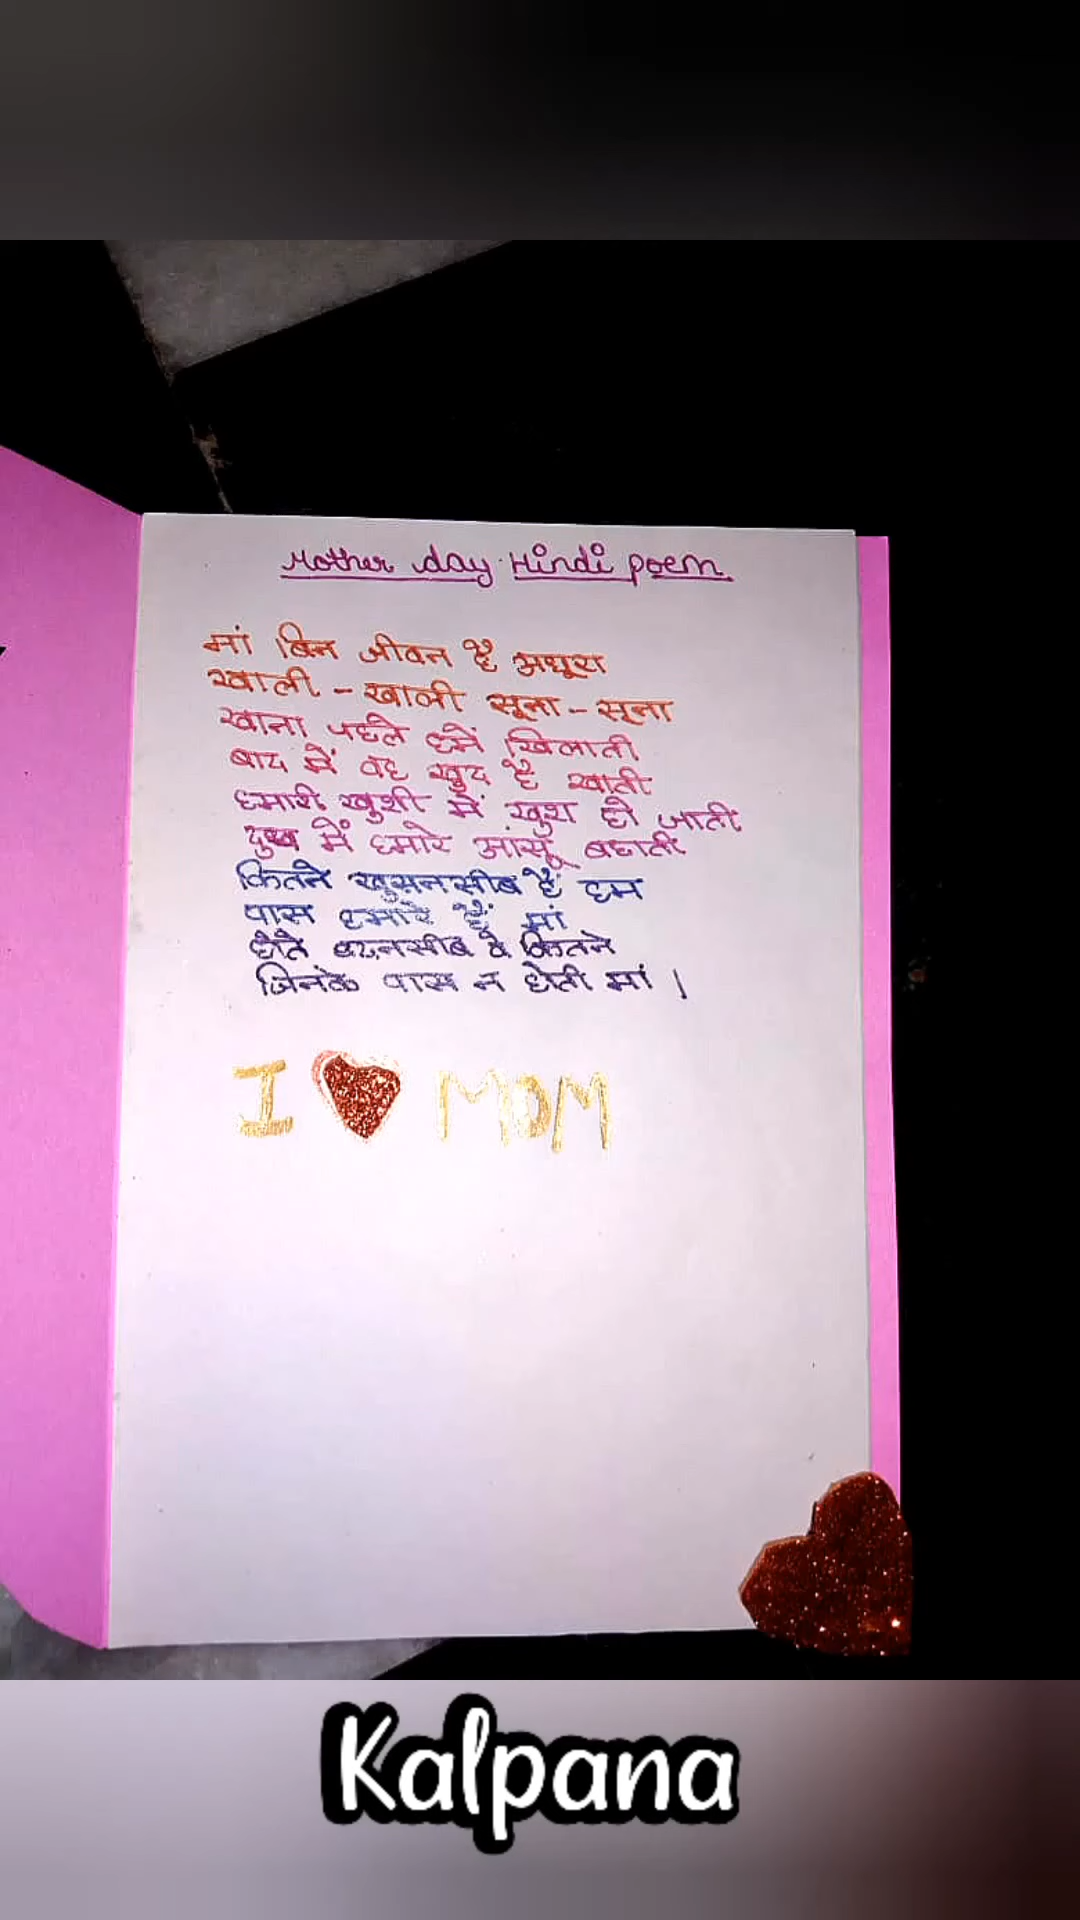 Mother day Hindi poem
मां बिन जीवन है अधूरा
खाली - खाली सूना - सूना
खाना पहले हमें खिलाती
बाद में वह खुद है खाती
हमारी खुशी में खुश हो जाती
दुख में हमारे आंसू बहाती
कितने खुसनसीब हैं हम
पास हमारे हैं मां
होते बदनसीब वे कितने
जिनके पास न होती मां ।
I MOM
Kalpana